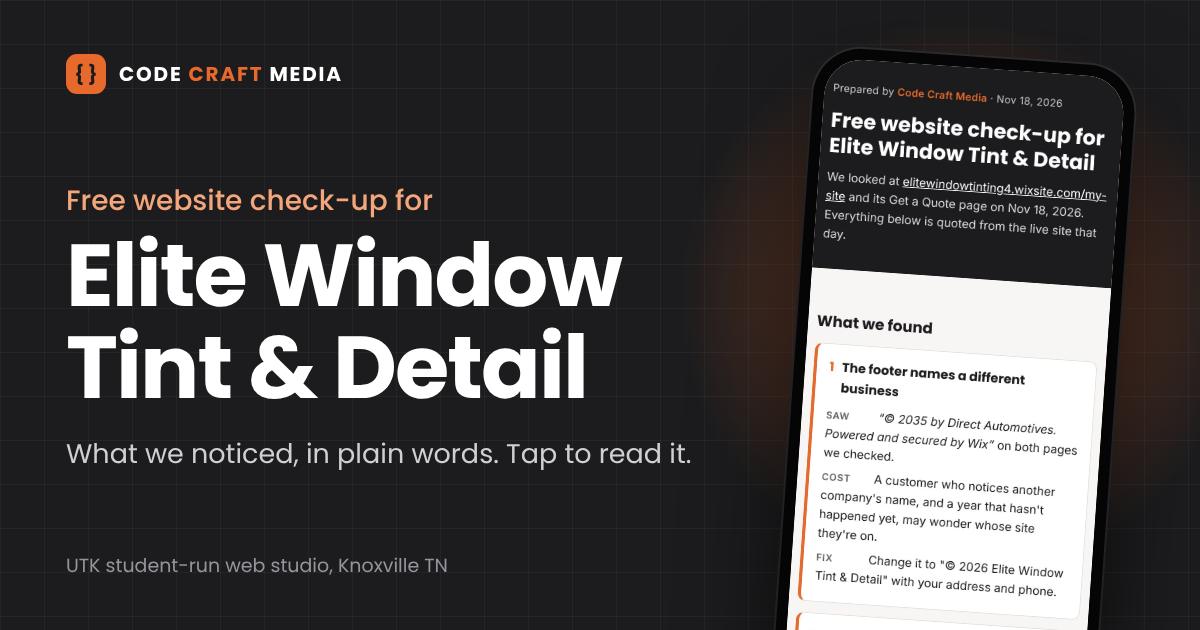 { } CODE CRAFT MEDIA
Free website check-up for
Elite Window
Tint & Detail
What we noticed, in plain words. Tap to read it.
UTK student-run web studio, Knoxville TN
Prepared by Code Craft Media · Nov 18, 2026
Free website check-up for
Elite Window Tint & Detail
We looked at elitewindowtinting4.wixsite.com/my-
site and its Get a Quote page on Nov 18, 2026.
Everything below is quoted from the live site that
day.
What we found
1 The footer names a different
business
SAW "© 2035 by Direct Automotives.
Powered and secured by Wix" on both pages
we checked.
COST A customer who notices another
company's name, and a year that hasn't
happened yet, may wonder whose site
they're on.
FIX Change it to "© 2026 Elite Window
Tint & Detail" with your address and phone.